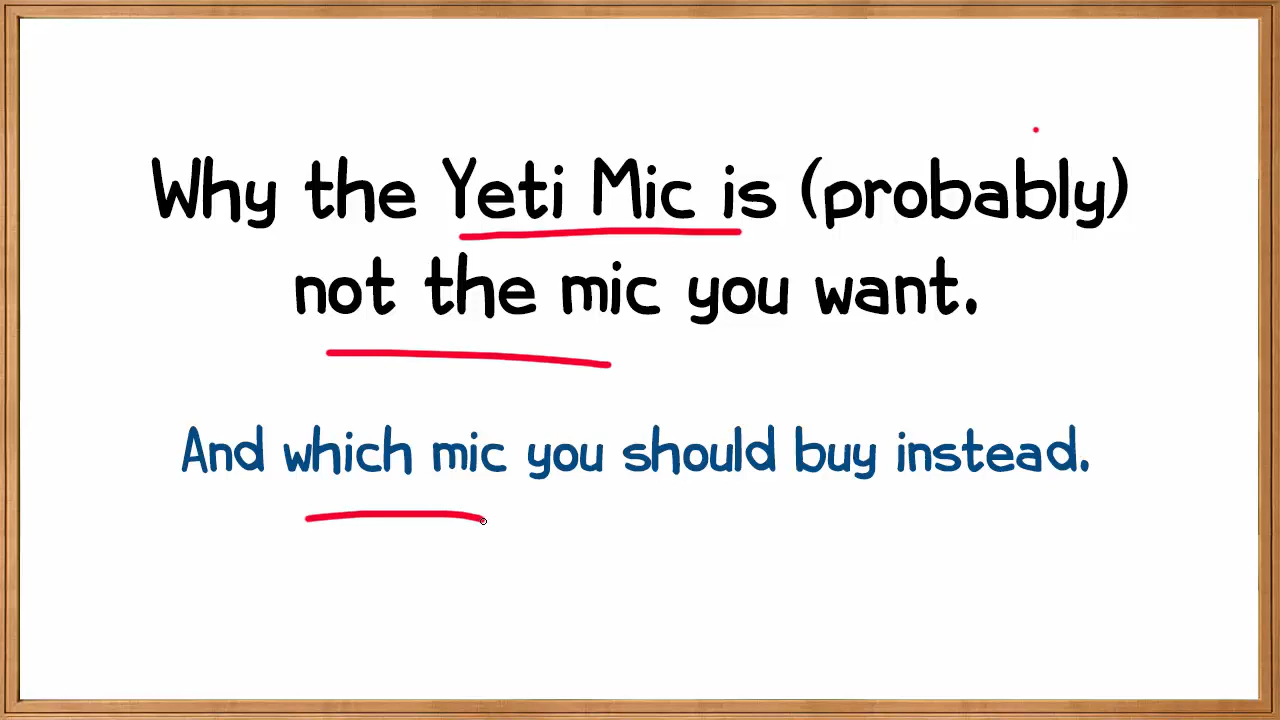 Why the Yeti Mic is (probably)
not the mic you want.
And which mic you should buy instead.